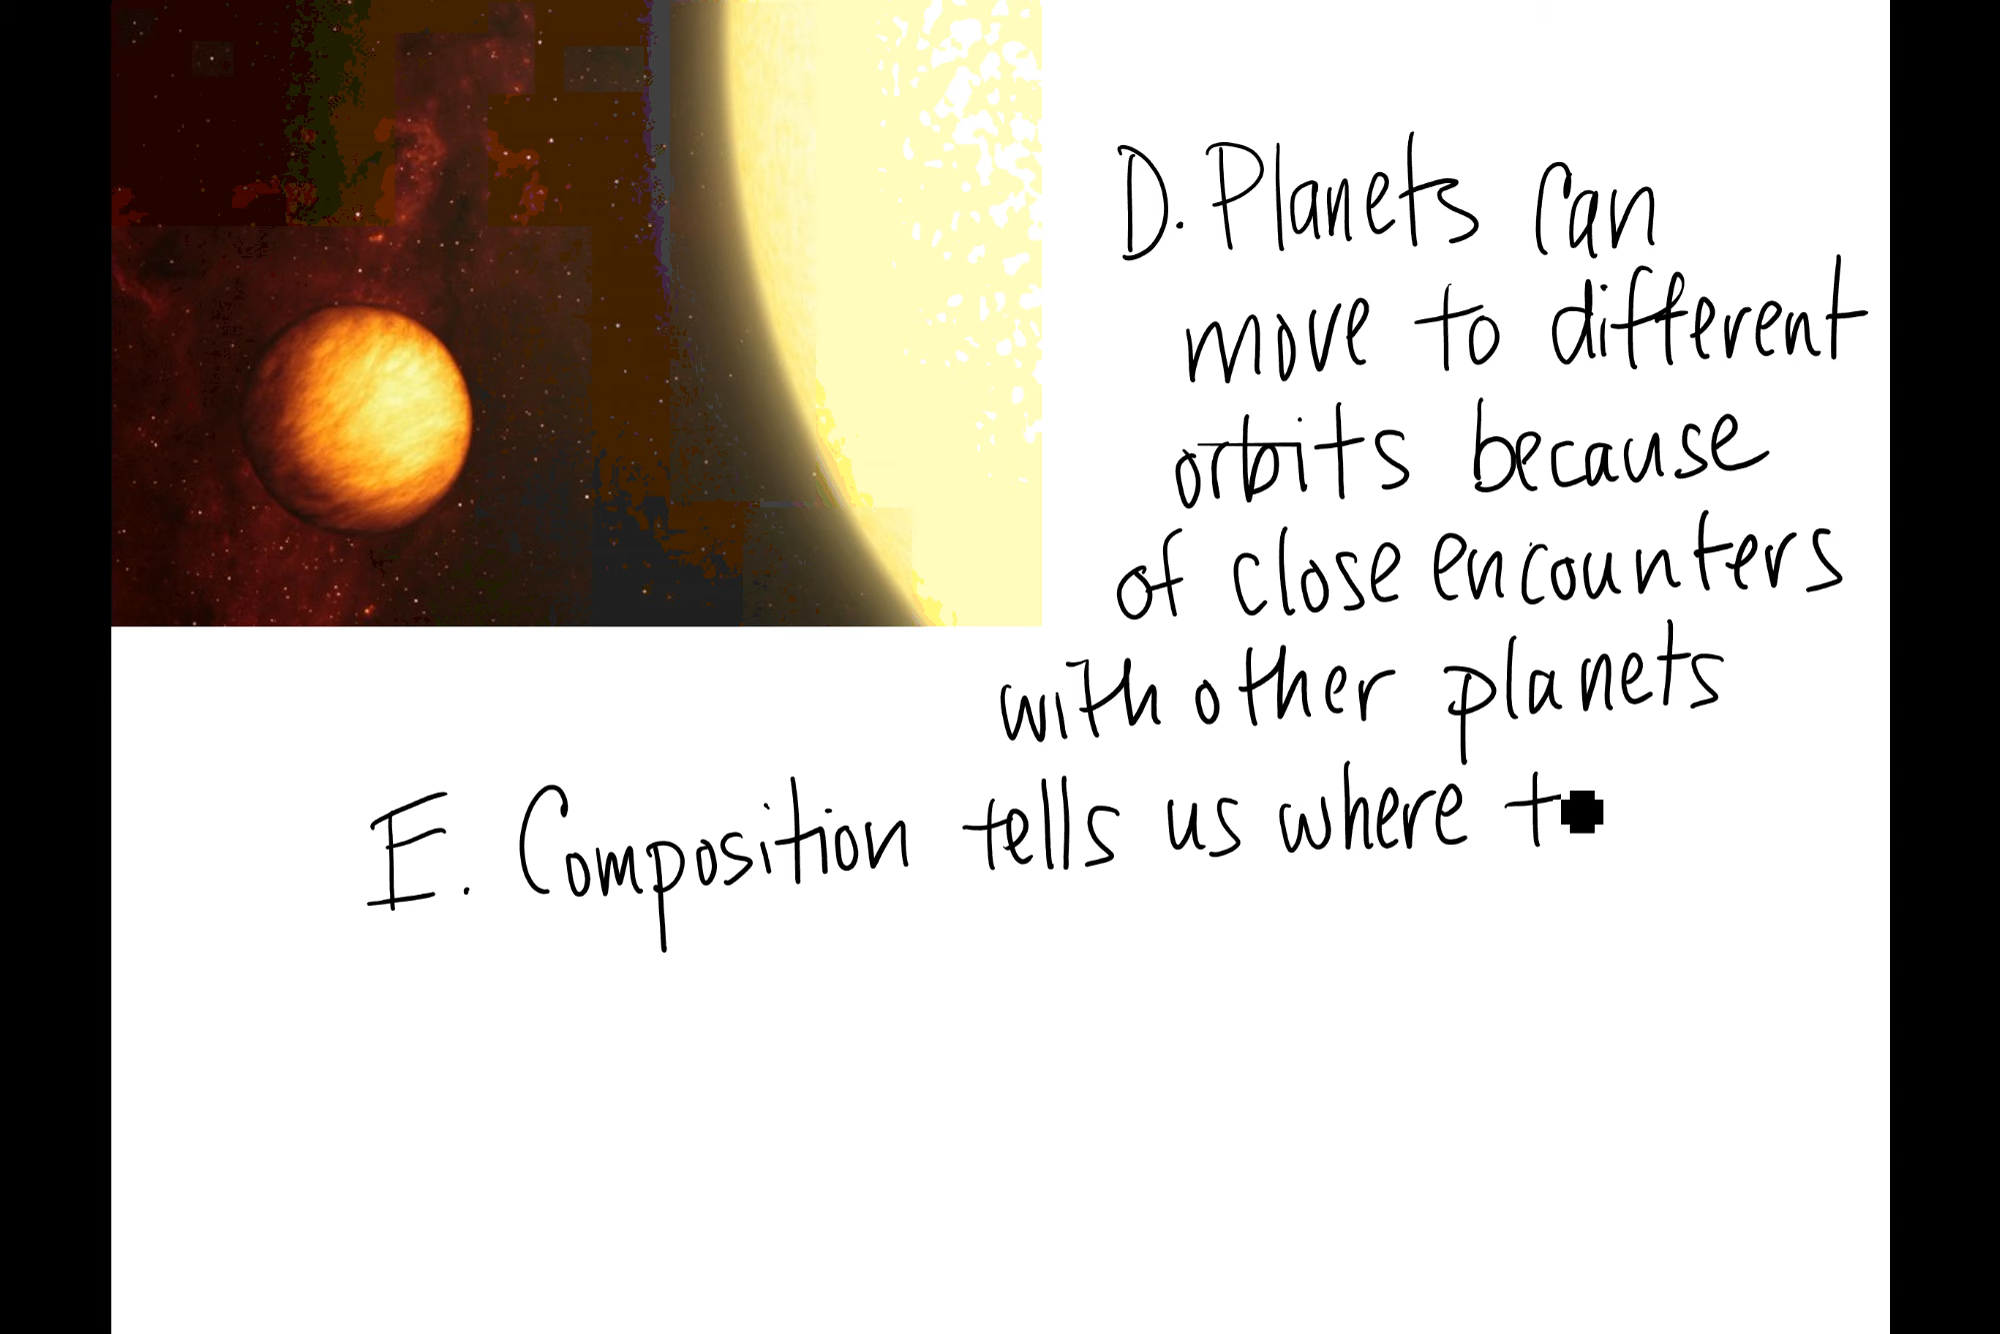 D. Planets can
move to different
orbits because
of close encounters
with other planets
E. Composition tells us where t